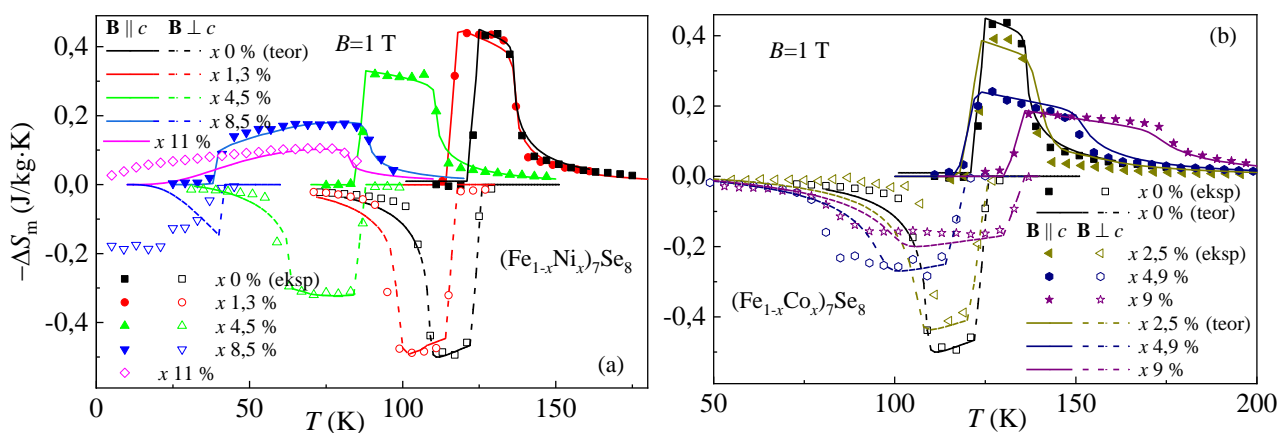 B || c B ⊥ c
x 0 % (teor)
x 1,3 %
x 4,5 %
x 8,5 %
x 11 %
B=1 T
0,4
0,2
0,0
-0,2
-0,4
−ΔSm (J/kg·K)
(Fe1-xNix)7Se8
x 0 % (eksp)
x 1,3 %
x 4,5 %
x 8,5 %
x 11 %
(a)
0 50 100 150
T (K)
B=1 T
(b)
0,4
0,2
0,0
-0,2
-0,4
x 0 % (eksp)
x 0 % (teor)
B || c B ⊥ c
x 2,5 % (eksp)
x 4,9 %
x 9 %
x 2,5 % (teor)
x 4,9 %
x 9 %
(Fe1-xCox)7Se8
50 100 150 200
T (K)